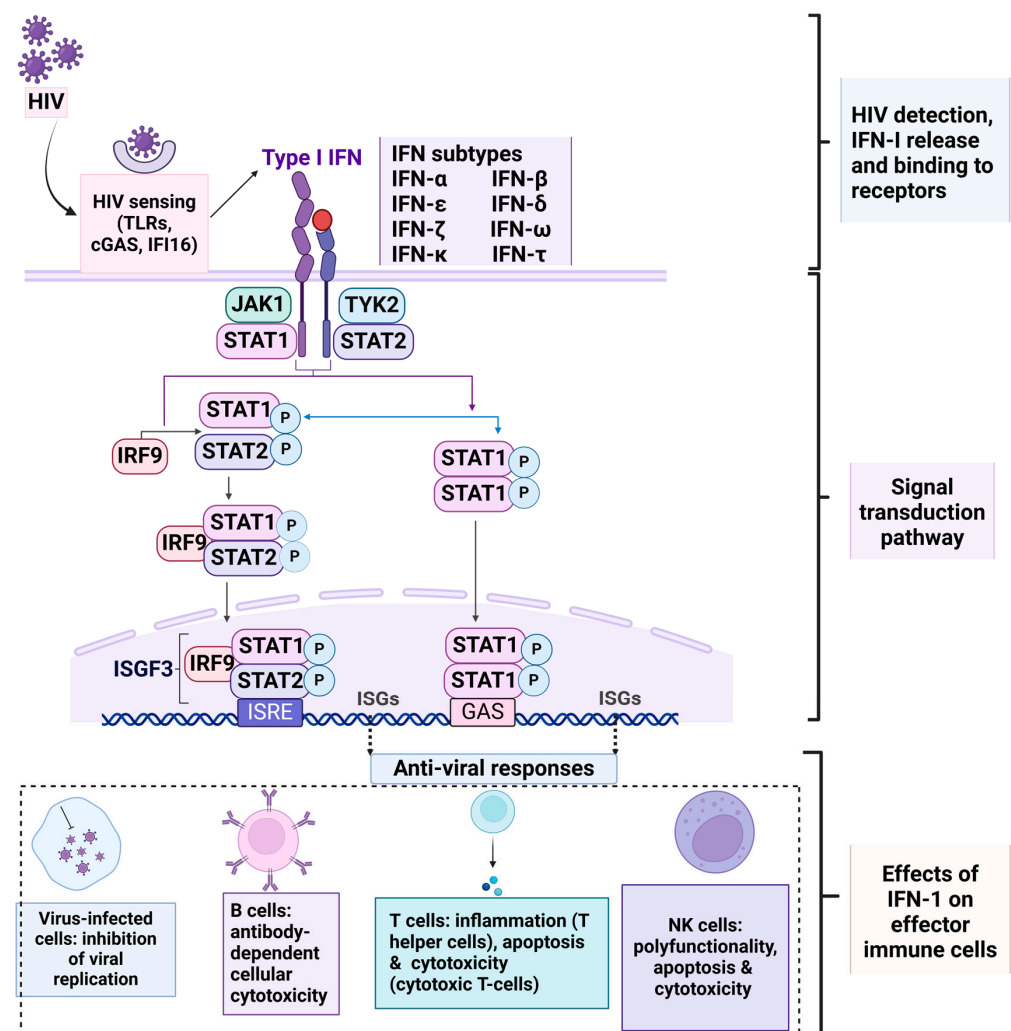 HIV
HIV sensing
(TLRs,
cGAS, IFI16)
Type I IFN
IFN subtypes
IFN-α IFN-β
IFN-ε IFN-δ
IFN-ζ IFN-ω
IFN-κ IFN-τ
HIV detection,
IFN-I release
and binding to
receptors
JAK1
TYK2
STAT1
STAT2
STAT1 P
STAT2 P
IRF9
STAT1 P
STAT1 P
IRF9
STAT1 P
STAT2 P
Signal
transduction
pathway
ISGF3
IRF9
STAT1 P
STAT2 P
ISRE
ISGs
STAT1 P
STAT1 P
GAS
ISGs
Anti-viral responses
Virus-infected
cells: inhibition
of viral
replication
B cells:
antibody-
dependent
cellular
cytotoxicity
T cells: inflammation (T
helper cells), apoptosis
& cytotoxicity
(cytotoxic T-cells)
NK cells:
polyfunctionality,
apoptosis &
cytotoxicity
Effects of
IFN-1 on
effector
immune cells